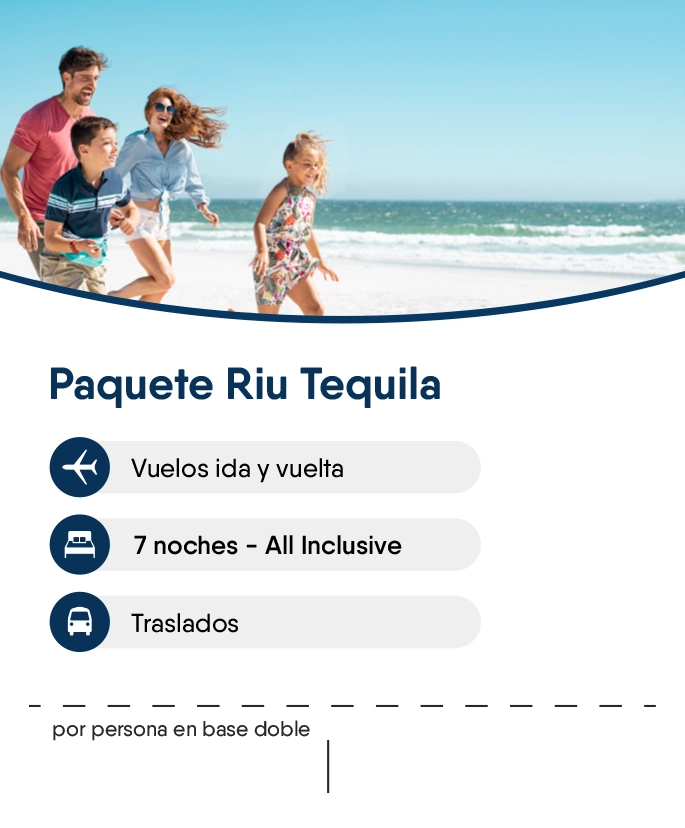 Paquete Riu Tequila
Vuelos ida y vuelta
7 noches - All Inclusive
Traslados
por persona en base doble